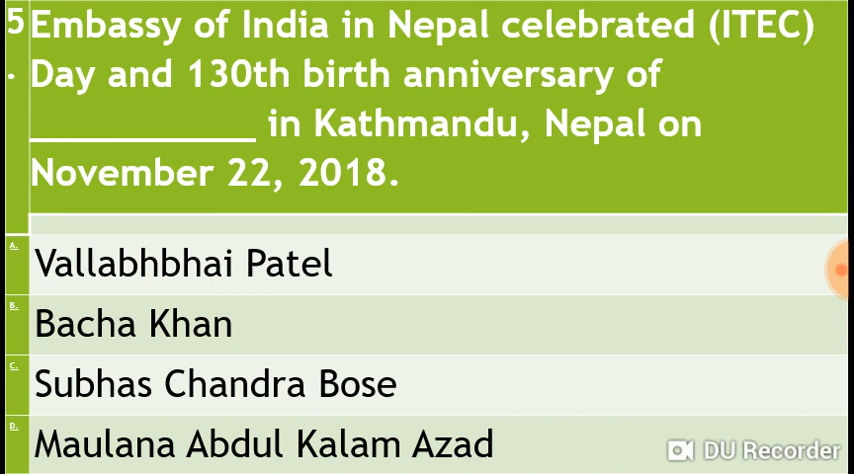 5 Embassy of India in Nepal celebrated (ITEC)
. Day and 130th birth anniversary of
____________ in Kathmandu, Nepal on
November 22, 2018.
A. Vallabhbhai Patel
B. Bacha Khan
C. Subhas Chandra Bose
D. Maulana Abdul Kalam Azad
DU Recorder